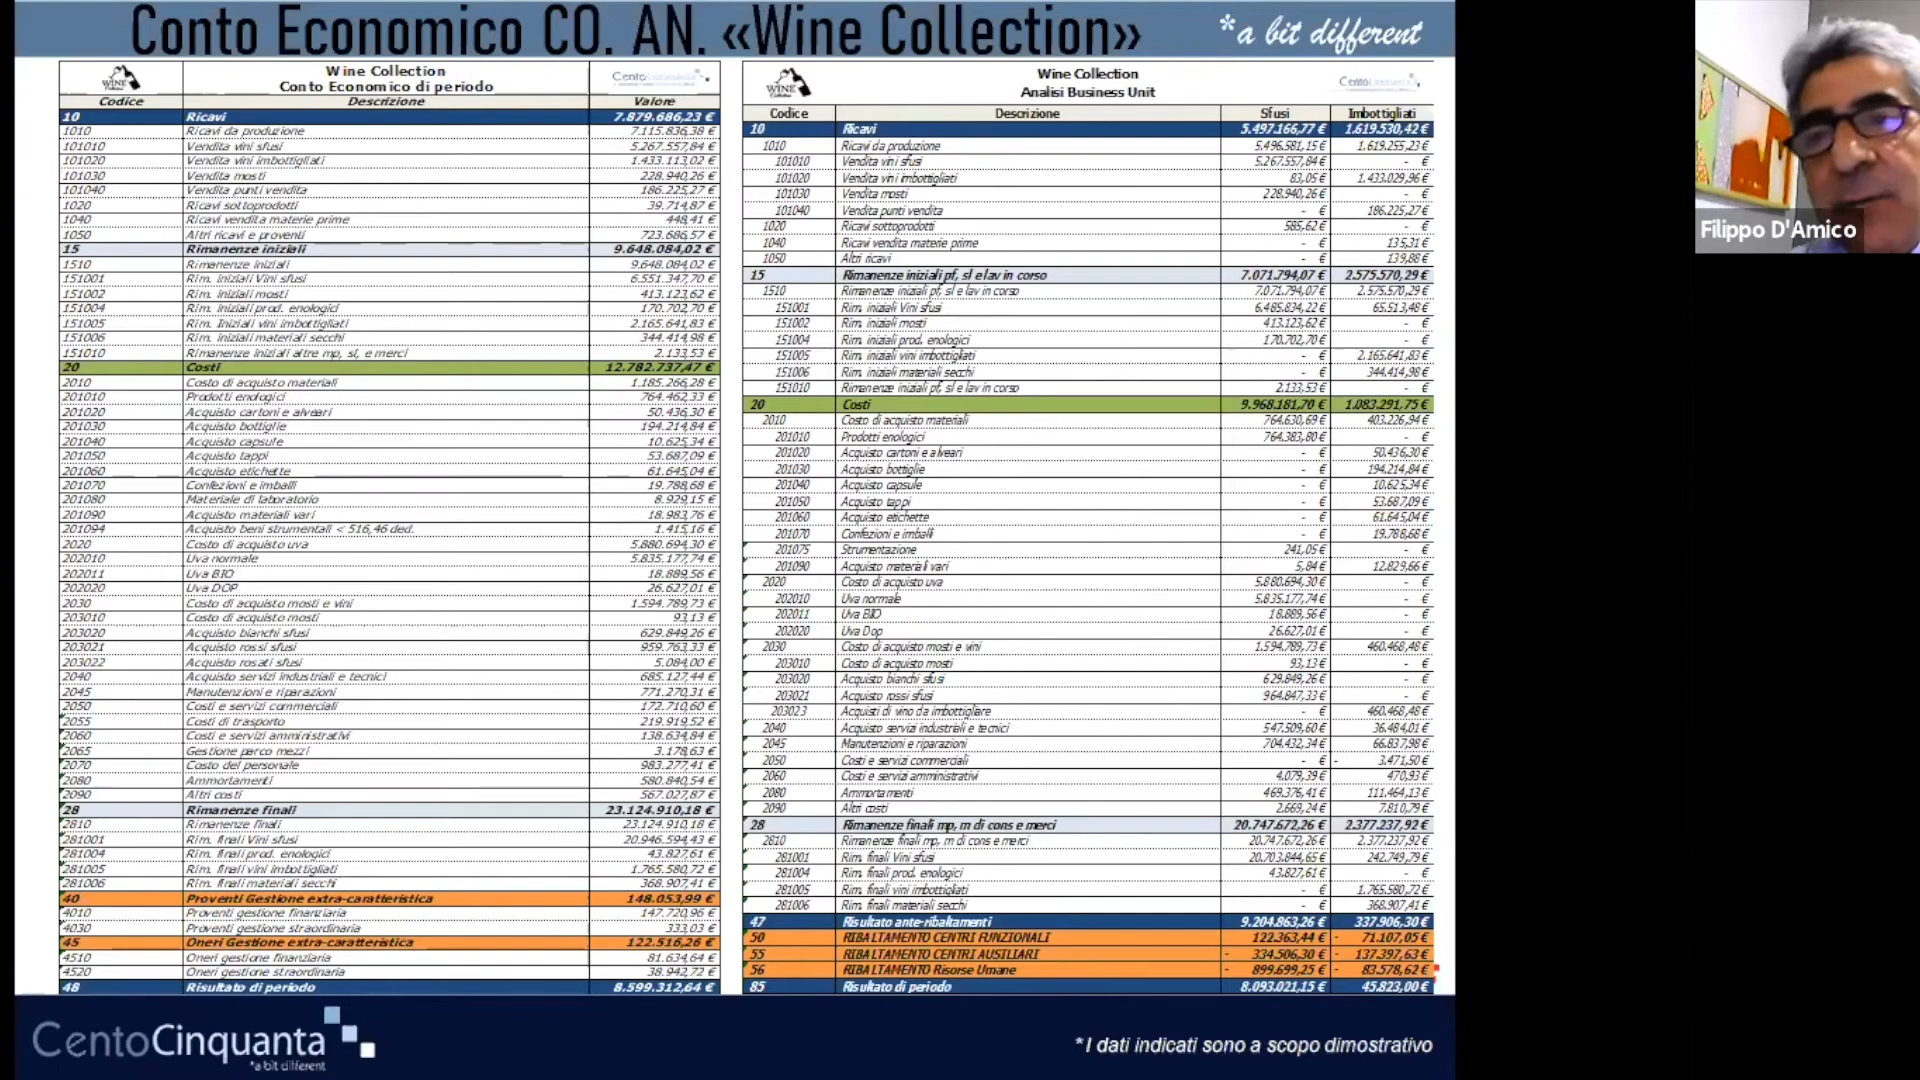 Conto Economico CO. AN. «Wine Collection»
*a bit different
WINE
Wine Collection
Conto Economico di periodo
Codice Descrizione Valore
10 Ricavi 7.879.686,23 €
1010 Ricavi da produzione 7.115.836,38 €
101010 Vendita vini sfusi 5.267.557,84 €
101020 Vendita vini imbottigliati 1.433.113,02 €
101030 Vendita mosti 228.940,26 €
101040 Vendita punti vendita 186.225,27 €
1020 Ricavi sottoprodotti 39.714,87 €
1040 Ricavi vendita materie prime 448,41 €
1050 Altri ricavi e proventi 723.686,57 €
15 Rimanenze iniziali 9.648.084,02 €
1510 Rimanenze iniziali 9.648.084,02 €
151001 Rim. iniziali Vini sfusi 6.551.347,70 €
151002 Rim. iniziali mosti 413.123,62 €
151004 Rim. iniziali prod. enologici 170.702,70 €
151005 Rim. Iniziali vini imbottigliati 2.165.641,83 €
151006 Rim. iniziali materiali secchi 344.414,98 €
151010 Rimanenze iniziali altre mp, sl, e merci 2.133,53 €
20 Costi 12.782.737,47 €
2010 Costo di acquisto materiali 1.185.266,28 €
201010 Prodotti enologici 764.462,33 €
201020 Acquisto cartoni e alveari 50.436,30 €
201030 Acquisto bottiglie 194.214,84 €
201040 Acquisto capsule 10.625,34 €
201050 Acquisto tappi 53.687,09 €
201060 Acquisto etichette 61.645,04 €
201070 Confezioni e imballi 19.788,68 €
201080 Materiale di laboratorio 8.929,15 €
201090 Acquisto materiali vari 18.983,76 €
201094 Acquisto beni strumentali < 516,46 ded. 1.415,16 €
2020 Costo di acquisto uva 5.880.694,30 €
202010 Uva normale 5.835.177,74 €
202011 Uva BIO 18.889,56 €
202020 Uva DOP 26.627,01 €
2030 Costo di acquisto mosti e vini 1.594.789,73 €
203010 Costo di acquisto mosti 93,13 €
203020 Acquisto bianchi sfusi 629.849,26 €
203021 Acquisto rossi sfusi 959.763,33 €
203022 Acquisto rosati sfusi 5.084,00 €
2040 Acquisto servizi industriali e tecnici 685.127,44 €
2045 Manutenzioni e riparazioni 771.270,31 €
2050 Costi e servizi commerciali 172.710,60 €
2055 Costi di trasporto 219.919,52 €
2060 Costi e servizi amministrativi 138.634,84 €
2065 Gestione parco mezzi 3.178,63 €
2070 Costo del personale 983.277,41 €
2080 Ammortamenti 580.840,54 €
2090 Altri costi 567.027,87 €
28 Rimanenze finali 23.124.910,18 €
2810 Rimanenze finali 23.124.910,18 €
281001 Rim. finali Vini sfusi 20.946.594,43 €
281004 Rim. finali prod. enologici 43.827,61 €
281005 Rim. finali vini imbottigliati 1.765.580,72 €
281006 Rim. finali materiali secchi 368.907,41 €
40 Proventi Gestione extra-caratteristica 148.053,99 €
4010 Proventi gestione finanziaria 147.720,96 €
4030 Proventi gestione straordinaria 333,03 €
45 Oneri Gestione extra-caratteristica 122.516,26 €
4510 Oneri gestione finanziaria 81.634,64 €
4520 Oneri gestione straordinaria 38.942,72 €
48 Risultato di periodo 8.599.312,64 €
WINE
Wine Collection
Analisi Business Unit
Codice Descrizione Sfusi Imbottigliati
10 Ricavi 5.497.166,77 € 1.619.530,42 €
1010 Ricavi da produzione 5.496.581,15 € 1.619.255,23 €
101010 Vendita vini sfusi 5.267.557,84 € - €
101020 Vendita vini imbottigliati 83,05 € 1.433.029,96 €
101030 Vendita mosti 228.940,26 € - €
101040 Vendita punti vendita - € 186.225,27 €
1020 Ricavi sottoprodotti 585,62 € - €
1040 Ricavi vendita materie prime - € 135,31 €
1050 Altri ricavi - € 139,88 €
15 Rimanenze iniziali pf, sl e lav in corso 7.071.794,07 € 2.575.570,29 €
1510 Rimanenze iniziali pf, sl e lav in corso 7.071.794,07 € 2.575.570,29 €
151001 Rim. iniziali Vini sfusi 6.485.834,22 € 65.513,48 €
151002 Rim. iniziali mosti 413.123,62 € - €
151004 Rim. iniziali prod. enologici 170.702,70 € - €
151005 Rim. iniziali vini imbottigliati - € 2.165.641,83 €
151006 Rim. iniziali materiali secchi - € 344.414,98 €
151010 Rimanenze iniziali pf, sl e lav in corso 2.133,53 € - €
20 Costi 9.968.181,70 € 1.083.291,75 €
2010 Costo di acquisto materiali 764.630,69 € 403.226,94 €
201010 Prodotti enologici 764.383,80 € - €
201020 Acquisto cartoni e alveari - € 50.436,30 €
201030 Acquisto bottiglie - € 194.214,84 €
201040 Acquisto capsule - € 10.625,34 €
201050 Acquisto tappi - € 53.687,09 €
201060 Acquisto etichette - € 61.645,04 €
201070 Confezioni e imballi - € 19.788,68 €
201075 Strumentazione 241,05 € - €
201090 Acquisto materiali vari 5,84 € 12.829,66 €
2020 Costo di acquisto uva 5.880.694,30 € - €
202010 Uva normale 5.835.177,74 € - €
202011 Uva BIO 18.889,56 € - €
202020 Uva Dop 26.627,01 € - €
2030 Costo di acquisto mosti e vini 1.594.789,73 € 460.468,48 €
203010 Costo di acquisto mosti 93,13 € - €
203020 Acquisto bianchi sfusi 629.849,26 € - €
203021 Acquisto rossi sfusi 964.847,33 € - €
203023 Acquisti di vino da imbottigliare - € 460.468,48 €
2040 Acquisto servizi industriali e tecnici 547.509,60 € 36.484,01 €
2045 Manutenzioni e riparazioni 704.432,34 € 66.837,98 €
2050 Costi e servizi commerciali - € - 3.471,50 €
2060 Costi e servizi amministrativi 4.079,39 € 470,93 €
2080 Ammortamenti 469.376,41 € 111.464,13 €
2090 Altri costi 2.669,24 € 7.810,79 €
28 Rimanenze finali mp, m di cons e merci 20.747.672,26 € 2.377.237,92 €
2810 Rimanenze finali mp, m di cons e merci 20.747.672,26 € 2.377.237,92 €
281001 Rim. finali Vini sfusi 20.703.844,65 € 242.749,79 €
281004 Rim. finali prod. enologici 43.827,61 € - €
281005 Rim. finali vini imbottigliati - € 1.765.580,72 €
281006 Rim. finali materiali secchi - € 368.907,41 €
47 Risultato ante-ribaltamenti 9.204.863,26 € 337.906,30 €
50 RIBALTAMENTO CENTRI FUNZIONALI 122.363,44 € - 71.107,05 €
55 RIBALTAMENTO CENTRI AUSILIARI - 334.506,30 € - 137.397,63 €
56 RIBALTAMENTO Risorse Umane - 899.699,25 € - 83.578,62 €
85 Risultato di periodo 8.093.021,15 € 45.823,00 €
Filippo D'Amico
CentoCinquanta
*a bit different
* I dati indicati sono a scopo dimostrativo